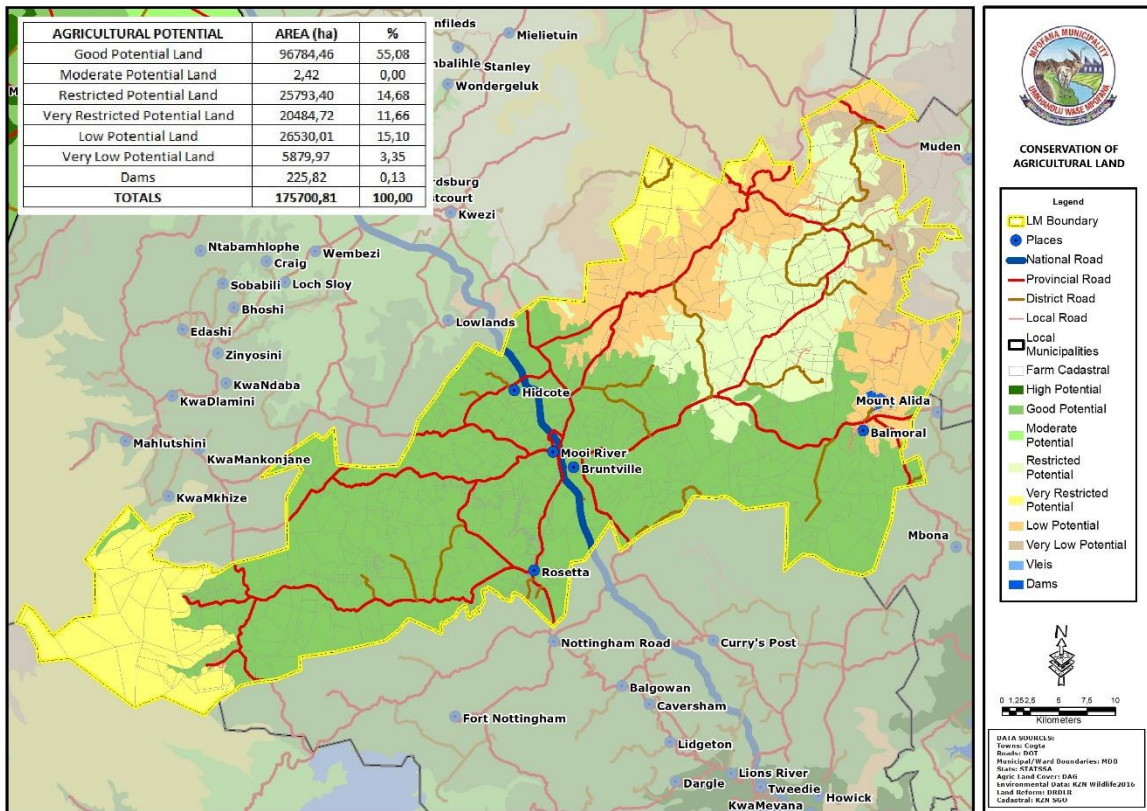 AGRICULTURAL POTENTIAL AREA (ha) %
Good Potential Land 96784,46 55,08
Moderate Potential Land 2,42 0,00
Restricted Potential Land 25793,40 14,68
Very Restricted Potential Land 20484,72 11,66
Low Potential Land 26530,01 15,10
Very Low Potential Land 5879,97 3,35
Dams 225,82 0,13
TOTALS 175700,81 100,00
Mielietuin
Stanley
Wondergeluk
Kwezi
Muden
Ntabamhlophe
Wembezi
Craig
Sobabili
Loch Sloy
Bhoshi
Edashi
Lowlands
Zinyosini
KwaNdaba
Hidcote
KwaDlamini
Mount Alida
Balmoral
Mahlutshini
KwaMankonjane
Mooi River
Bruntville
KwaMkhize
Mbona
Rosetta
Nottingham Road
Curry's Post
Balgowan
Caversham
Fort Nottingham
Lidgeton
Lions River
Dargle
Tweedie
KwaMevana
Howick
MPOFANA MUNICIPALITY
UMKHANDLU WASE MPOFANA
CONSERVATION OF
AGRICULTURAL LAND
Legend
LM Boundary
Places
National Road
Provincial Road
District Road
Local Road
Local
Municipalities
Farm Cadastral
High Potential
Good Potential
Moderate
Potential
Restricted
Potential
Very Restricted
Potential
Low Potential
Very Low Potential
Vleis
Dams
N
0 1,252,5 5 7,5 10
Kilometers
DATA SOURCES:
Towns: Cogta
Roads: DOT
Municipal/Ward Boundaries: MDB
Stats: STATSSA
Agric Land Cover: DAG
Environmental Data: KZN Wildlife2016
Land Reform: DRDLR
Cadastral: KZN SGO